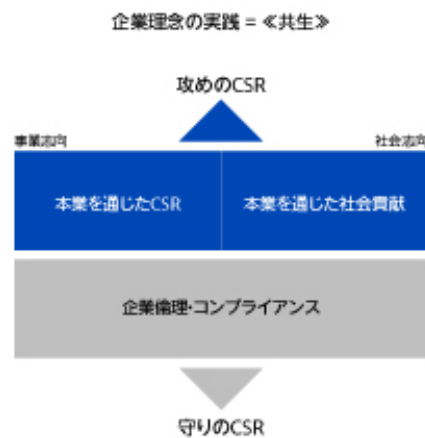 企業理念の実践 = ≪共生≫
攻めのCSR
事業志向 社会志向
本業を通じたCSR 本業を通じた社会貢献
企業倫理・コンプライアンス
守りのCSR